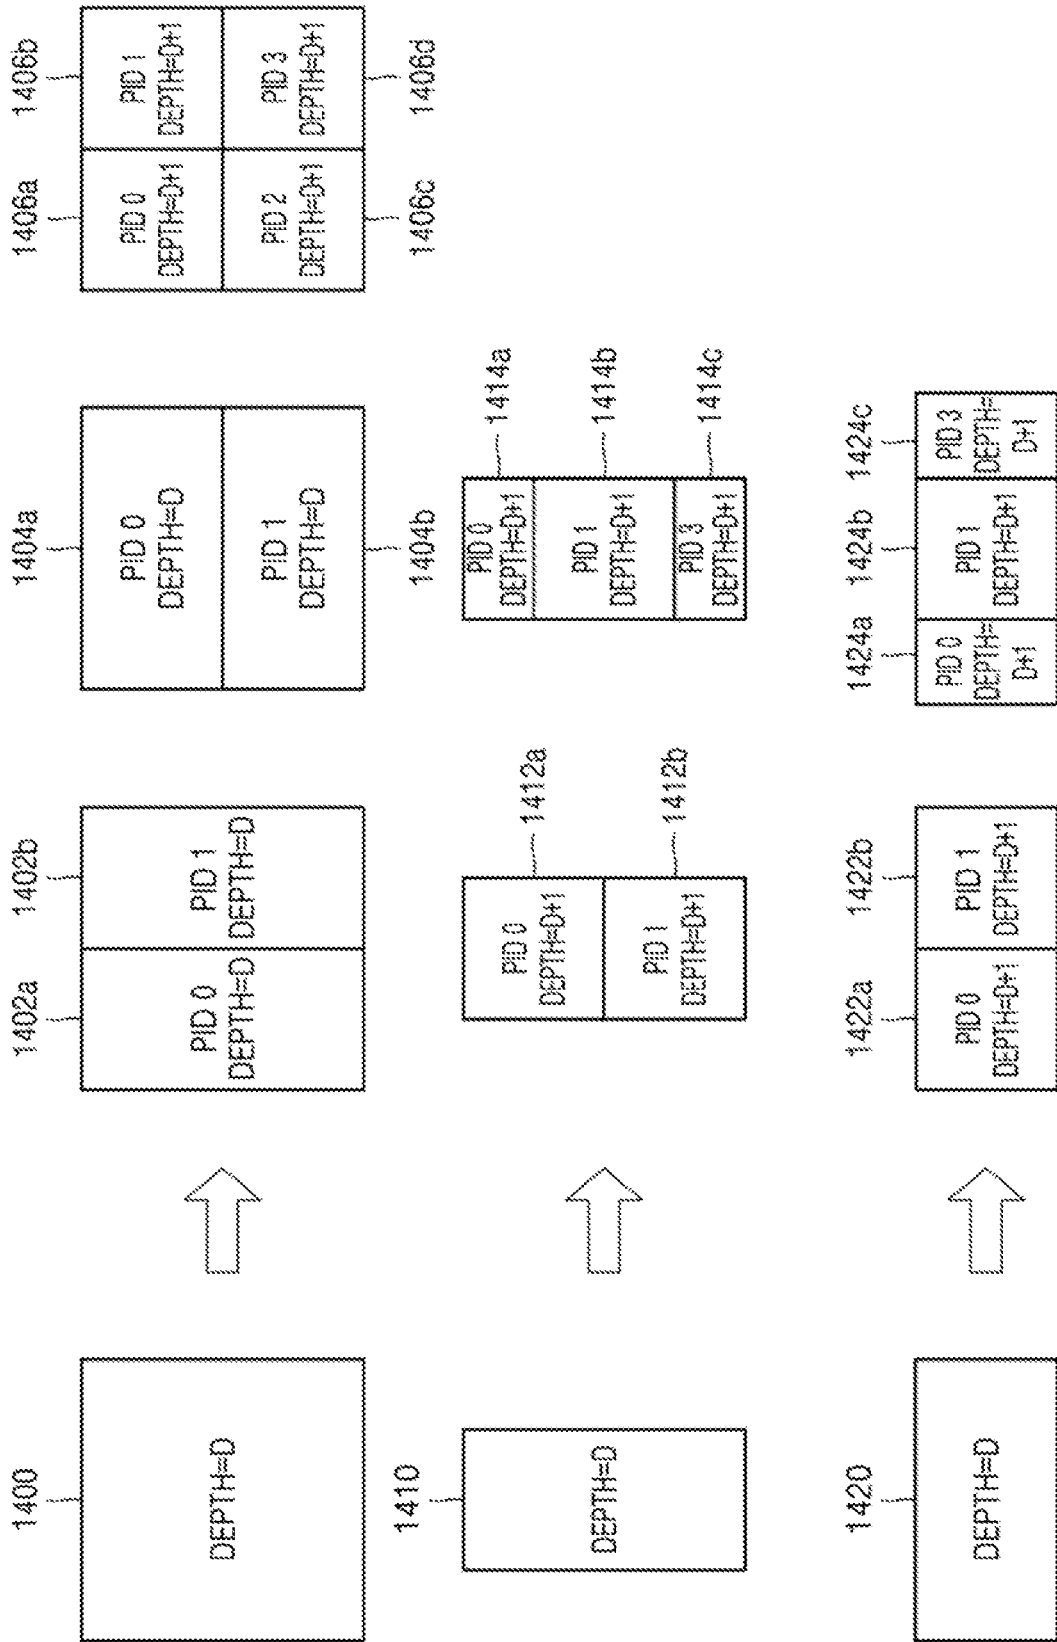 1400
DEPTH=D
1402a
1402b
PID 0
DEPTH=D
PID 1
DEPTH=D
1404a
PID 0
DEPTH=D
PID 1
DEPTH=D
1404b
1406a
1406b
PID 0
DEPTH=D+1
PID 1
DEPTH=D+1
PID 2
DEPTH=D+1
PID 3
DEPTH=D+1
1406c
1406d
1410
DEPTH=D
PID 0
DEPTH=D+1
1412a
PID 1
DEPTH=D+1
1412b
PID 0
DEPTH=D+1
1414a
PID 1
DEPTH=D+1
1414b
PID 3
DEPTH=D+1
1414c
1420
DEPTH=D
1422a
1422b
PID 0
DEPTH=D+1
PID 1
DEPTH=D+1
1424a
1424b
1424c
PID 0
DEPTH=
D+1
PID 1
DEPTH=D+1
PID 3
DEPTH=
D+1